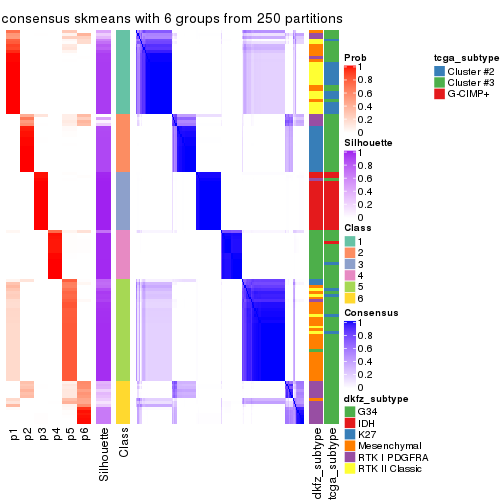 consensus skmeans with 6 groups from 250 partitions
Prob
1
0.8
0.6
0.4
0.2
0
Silhouette
1
0.8
0.6
0.4
0.2
0
Class
1
2
3
4
5
6
Consensus
1
0.8
0.6
0.4
0.2
0
dkfz_subtype
G34
IDH
K27
Mesenchymal
RTK I PDGFRA
RTK II Classic
tcga_subtype
Cluster #2
Cluster #3
G-CIMP+
p1
p2
p3
p4
p5
p6
Silhouette
Class
dkfz_subtype
tcga_subtype